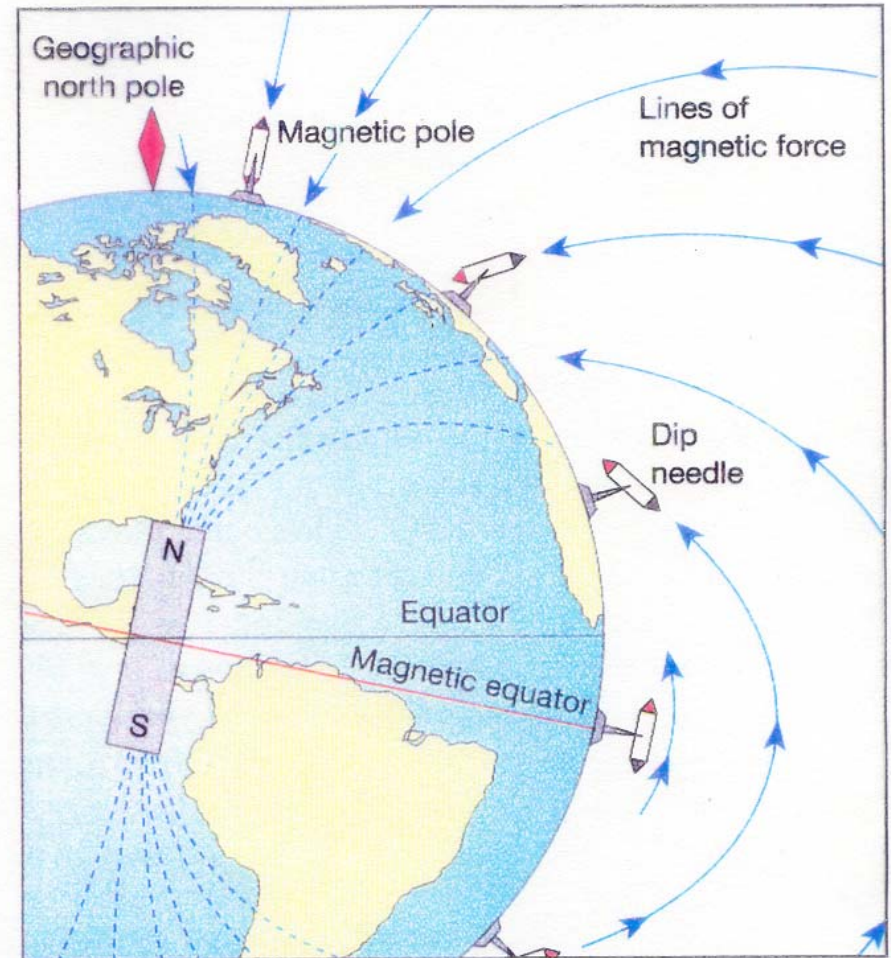 Geographic
north pole
Magnetic pole
Lines of
magnetic force
Dip
needle
N
Equator
Magnetic equator
S